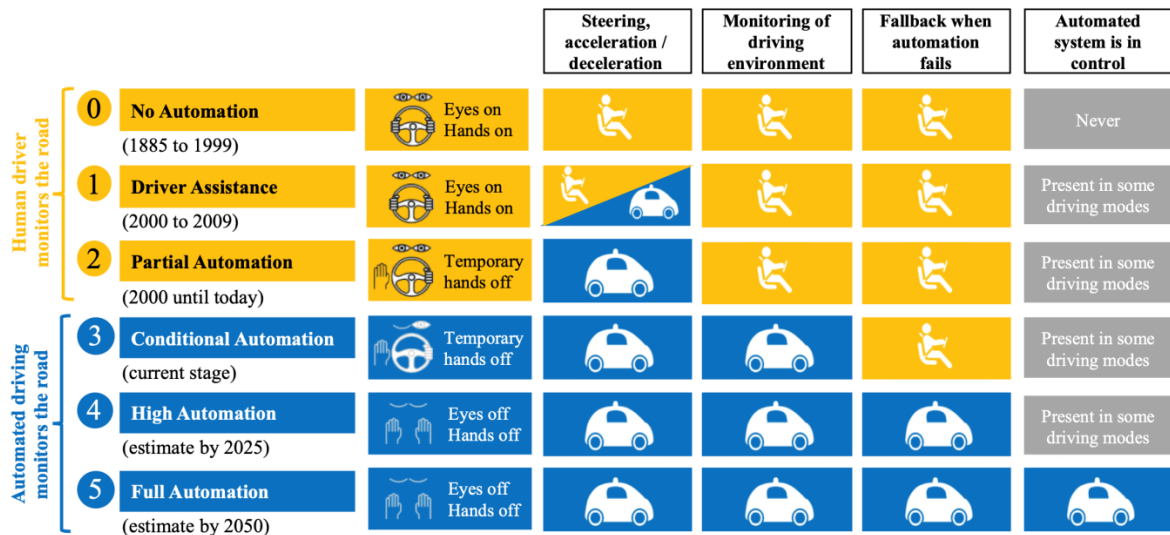 Steering,
acceleration /
deceleration
Monitoring of
driving
environment
Fallback when
automation
fails
Automated
system is in
control
Human driver
monitors the road
0
No Automation
(1885 to 1999)
Eyes on
Hands on
Never
1
Driver Assistance
(2000 to 2009)
Eyes on
Hands on
Present in some
driving modes
2
Partial Automation
(2000 until today)
Temporary
hands off
Present in some
driving modes
Automated driving
monitors the road
3
Conditional Automation
(current stage)
Temporary
hands off
Present in some
driving modes
4
High Automation
(estimate by 2025)
Eyes off
Hands off
Present in some
driving modes
5
Full Automation
(estimate by 2050)
Eyes off
Hands off